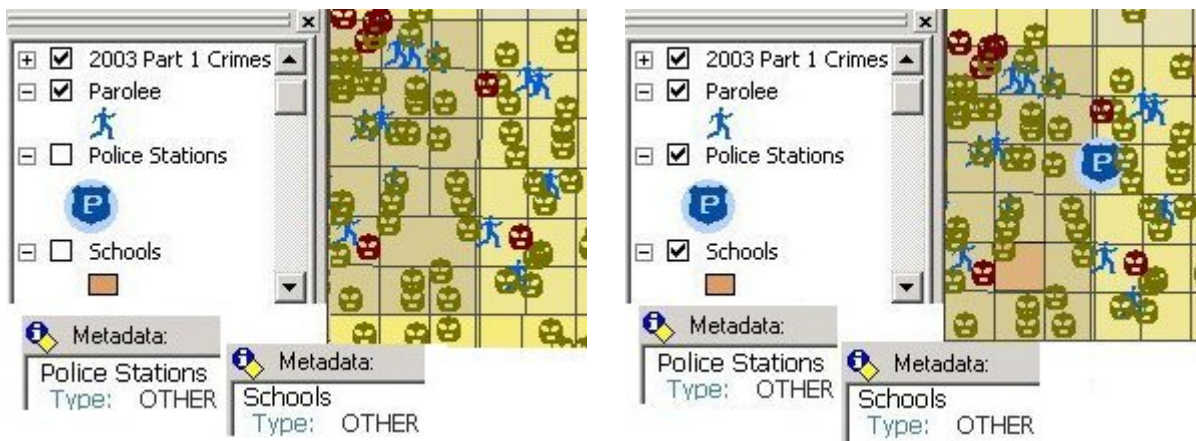 2003 Part 1 Crimes
Parolee
Police Stations
P
Schools
Metadata:
Police Stations
Type: OTHER
Metadata:
Schools
Type: OTHER
2003 Part 1 Crimes
Parolee
Police Stations
P
P
Schools
Metadata:
Police Stations
Type: OTHER
Metadata:
Schools
Type: OTHER